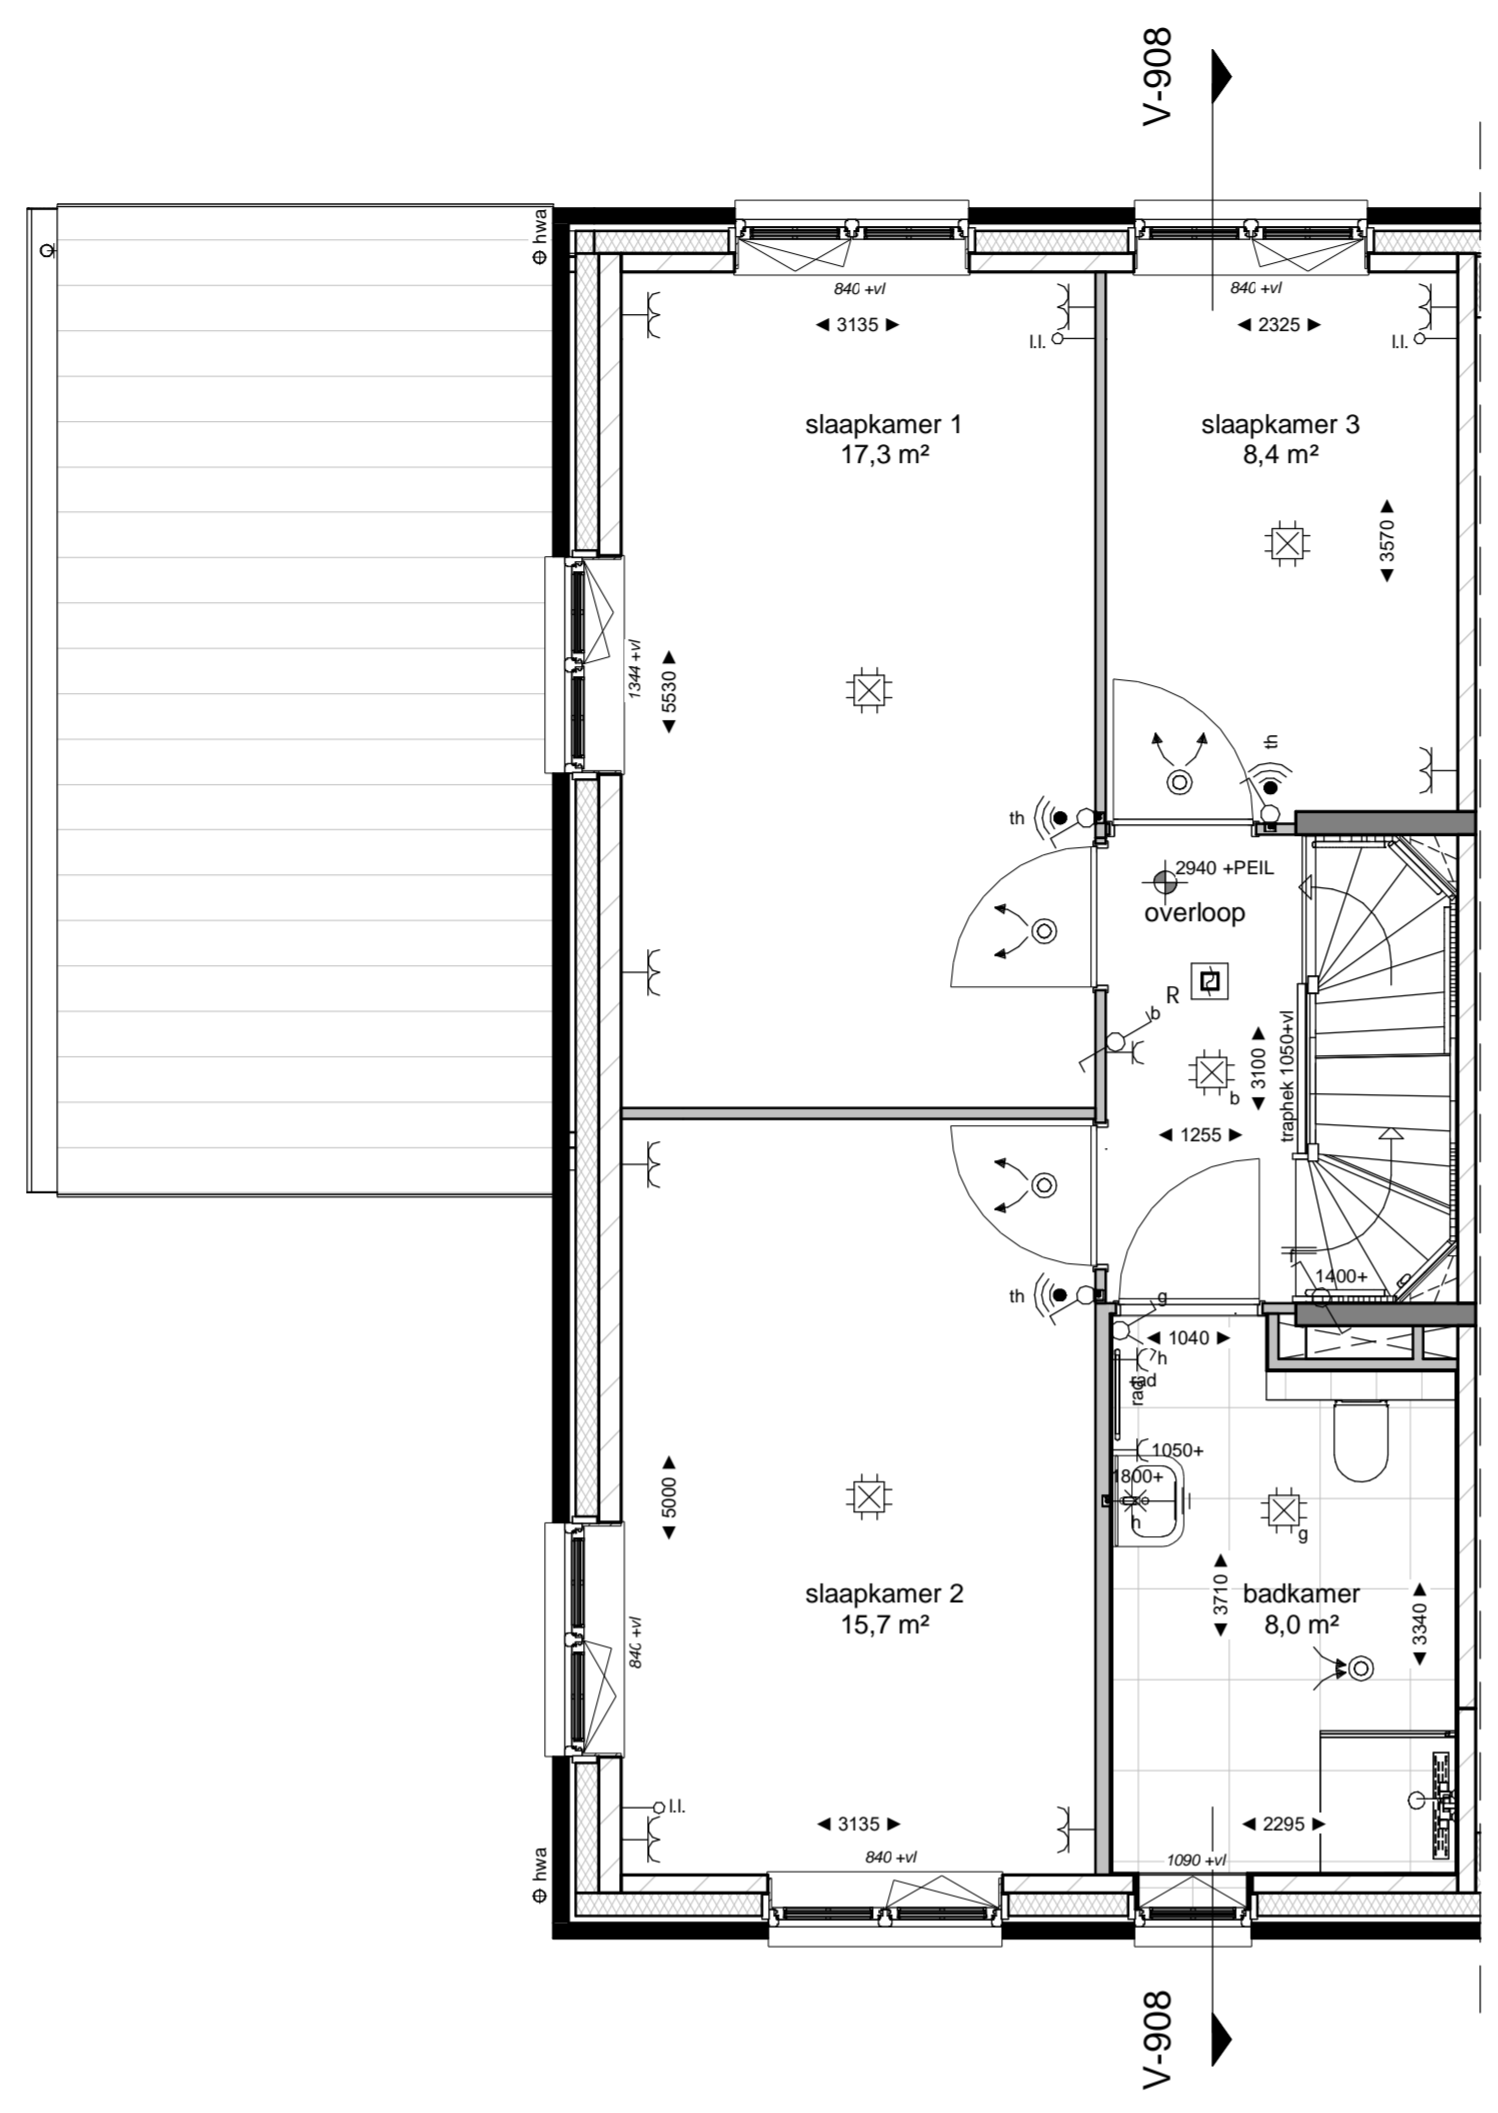 V-908
hwa
840 +vl
840 +vl
3135
2325
l.l.
l.l.
slaapkamer 1
17,3 m²
slaapkamer 3
8,4 m²
3570
1344 +vl
5530
th
th
2940 +PEIL
overloop
R
b
3100
traphek 1050+vl
b
1255
1400+
th
g
1040
h
rad
rad
1050+
1800+
h
g
5000
slaapkamer 2
15,7 m²
badkamer
8,0 m²
3710
3340
840 +vl
l.l.
3135
2295
840 +vl
1090 +vl
hwa
V-908